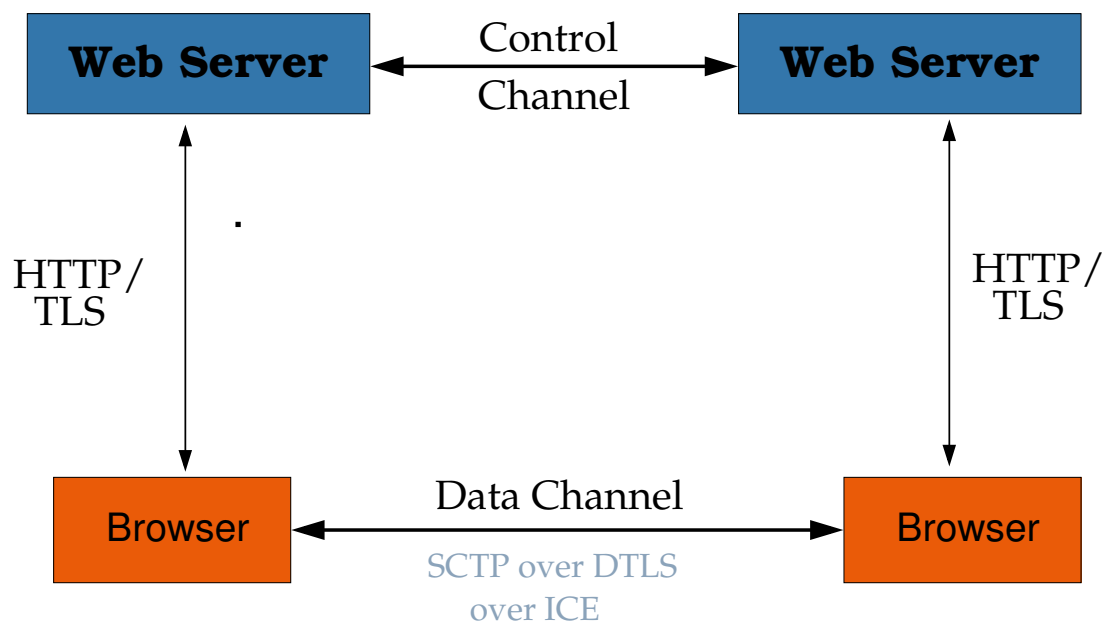 Web Server
Control
Channel
Web Server
HTTP/
TLS
HTTP/
TLS
Browser
Data Channel
SCTP over DTLS
over ICE
Browser